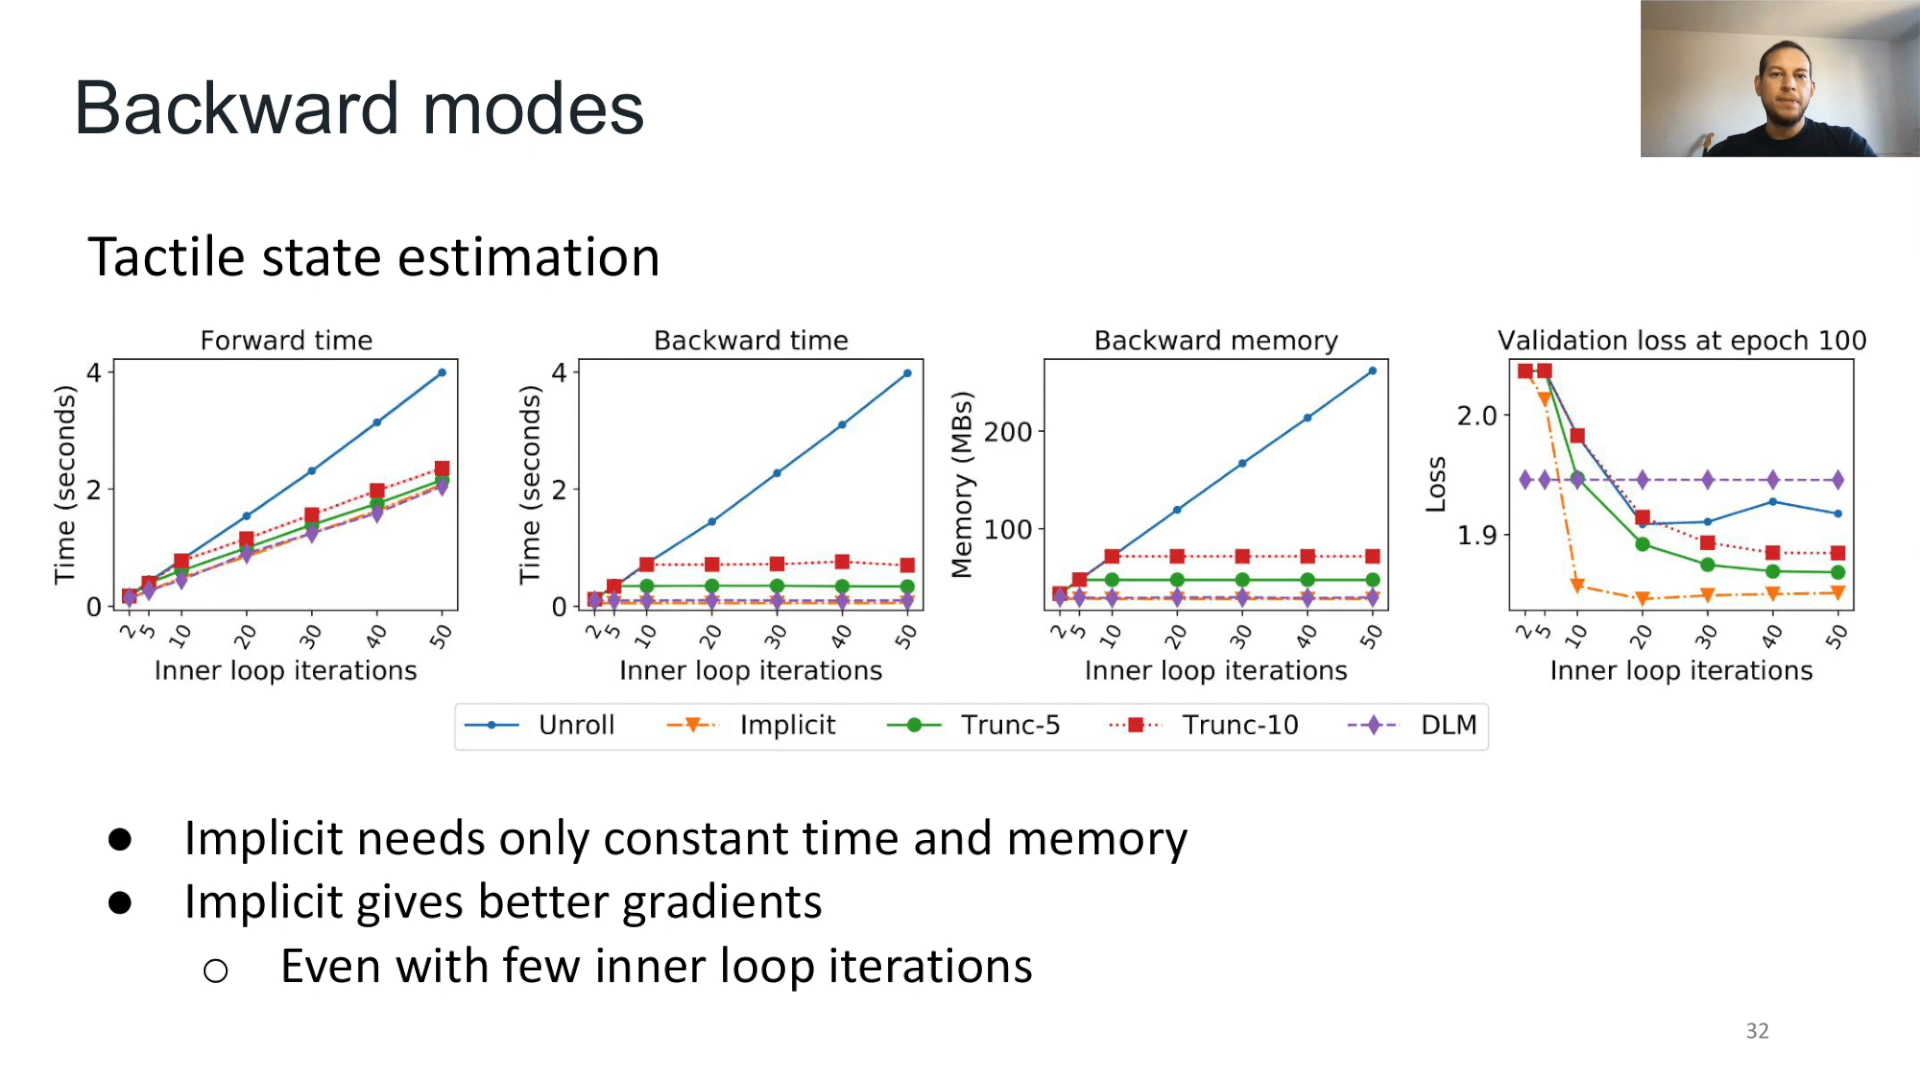 Backward modes
Tactile state estimation
Forward time
Time (seconds)
4
2
0
2 5 10 20 30 40 50
Inner loop iterations
Backward time
Time (seconds)
4
2
0
2 5 10 20 30 40 50
Inner loop iterations
Backward memory
Memory (MBs)
200
100
2 5 10 20 30 40 50
Inner loop iterations
Validation loss at epoch 100
Loss
2.0
1.9
2 5 10 20 30 40 50
Inner loop iterations
Unroll Implicit Trunc-5 Trunc-10 DLM
● Implicit needs only constant time and memory
● Implicit gives better gradients
○ Even with few inner loop iterations
32